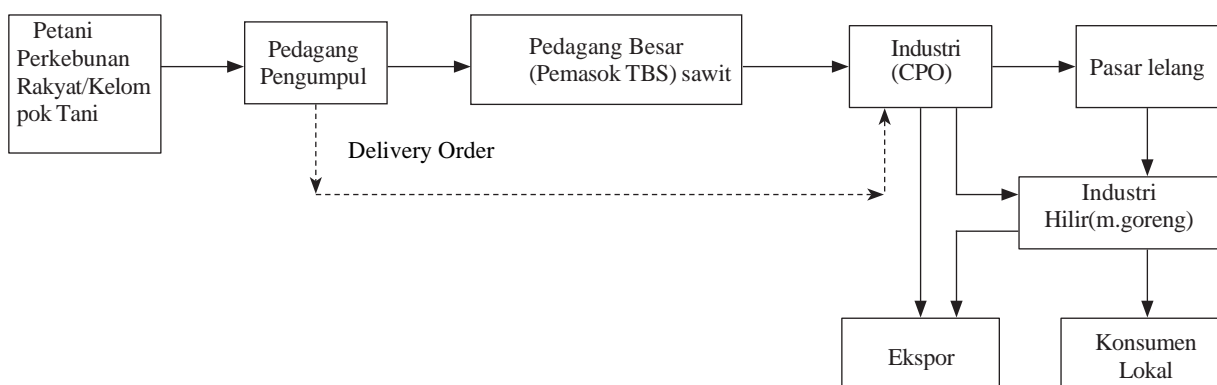 Petani
Perkebunan
Rakyat/Kelom
pok Tani
Pedagang
Pengumpul
Pedagang Besar
(Pemasok TBS) sawit
Industri
(CPO)
Pasar lelang
Delivery Order
Industri
Hilir(m.goreng)
Ekspor
Konsumen
Lokal